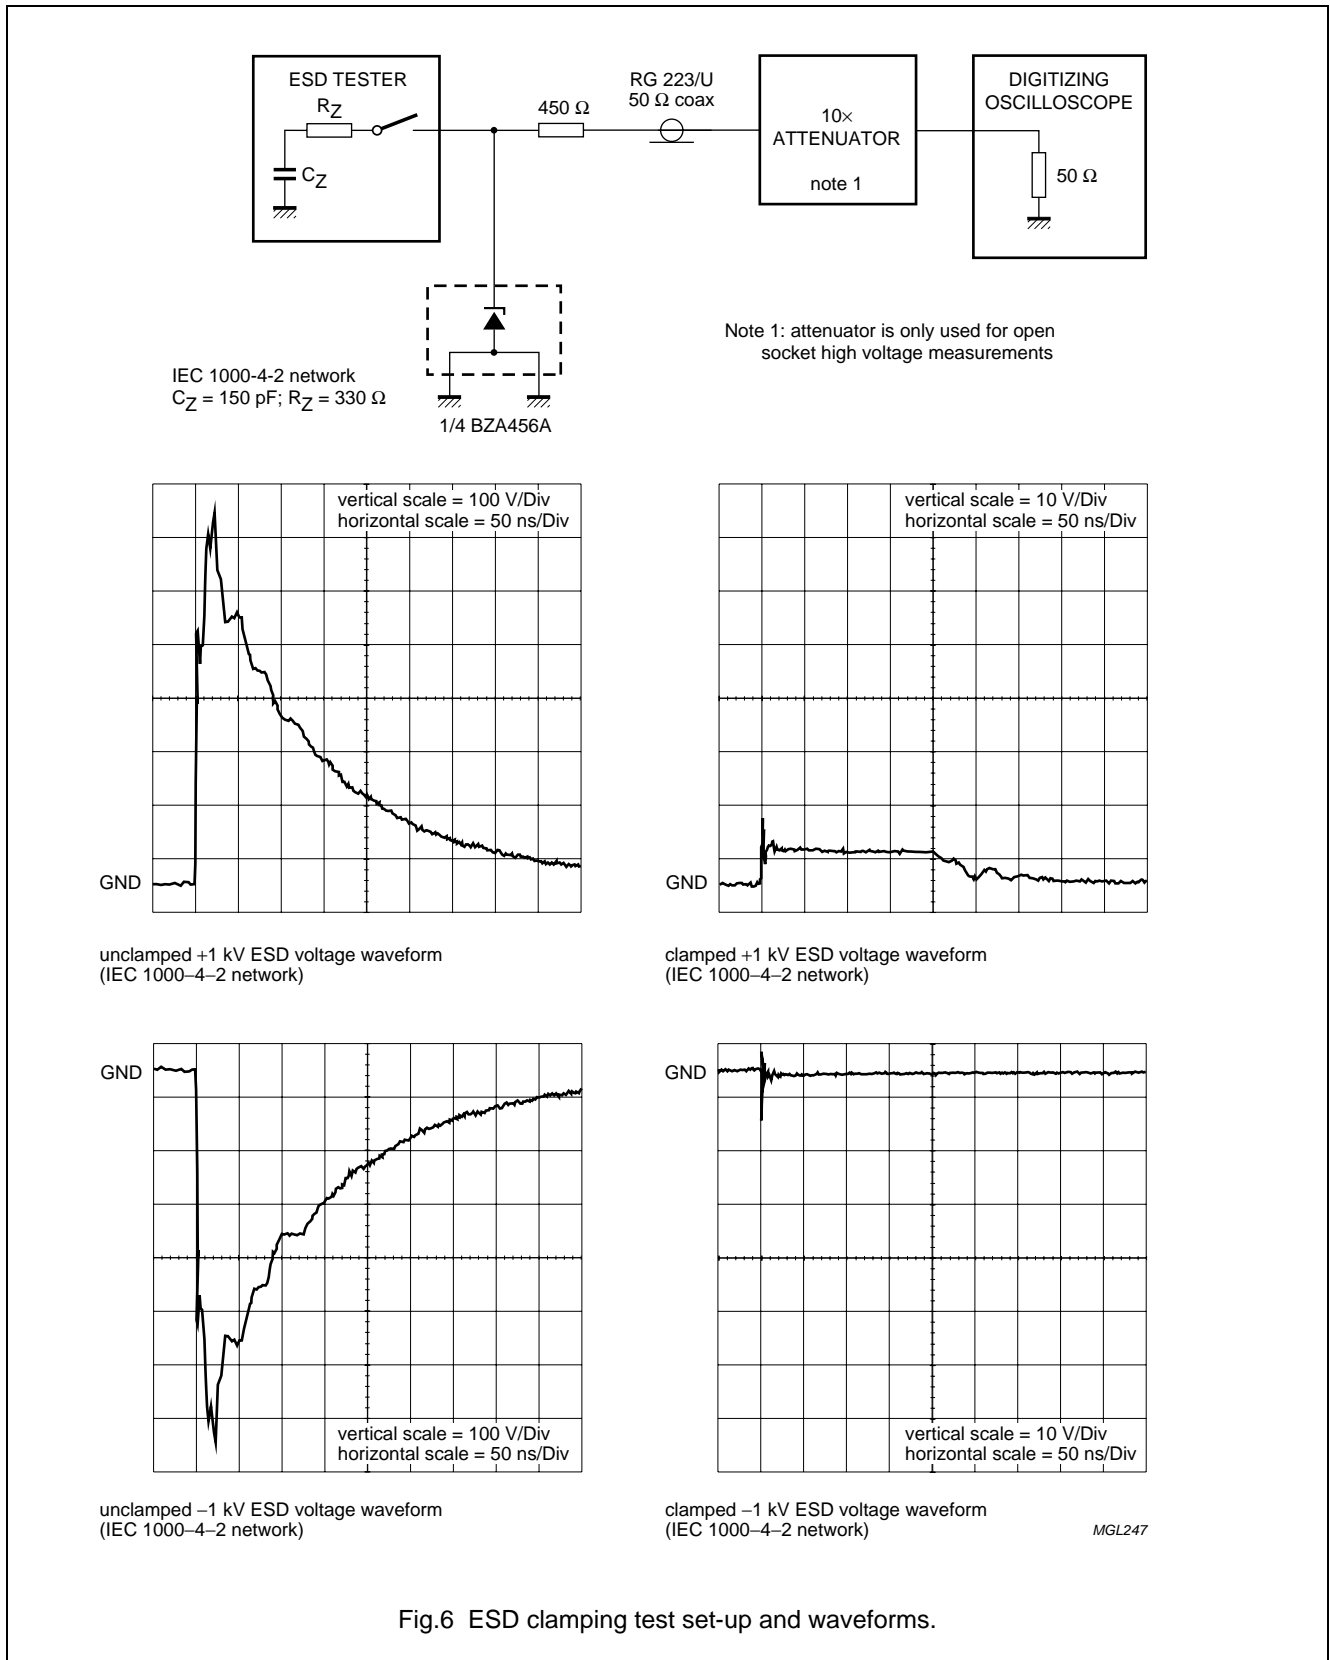 ESD TESTER
RZ
CZ
450 Ω
RG 223/U
50 Ω coax
10×
ATTENUATOR
note 1
DIGITIZING
OSCILLOSCOPE
50 Ω
IEC 1000-4-2 network
CZ = 150 pF; RZ = 330 Ω
1/4 BZA456A
Note 1: attenuator is only used for open
socket high voltage measurements
vertical scale = 100 V/Div
horizontal scale = 50 ns/Div
GND
unclamped +1 kV ESD voltage waveform
(IEC 1000–4–2 network)
vertical scale = 10 V/Div
horizontal scale = 50 ns/Div
GND
clamped +1 kV ESD voltage waveform
(IEC 1000–4–2 network)
GND
vertical scale = 100 V/Div
horizontal scale = 50 ns/Div
unclamped –1 kV ESD voltage waveform
(IEC 1000–4–2 network)
GND
vertical scale = 10 V/Div
horizontal scale = 50 ns/Div
clamped –1 kV ESD voltage waveform
(IEC 1000–4–2 network)
MGL247
Fig.6 ESD clamping test set-up and waveforms.